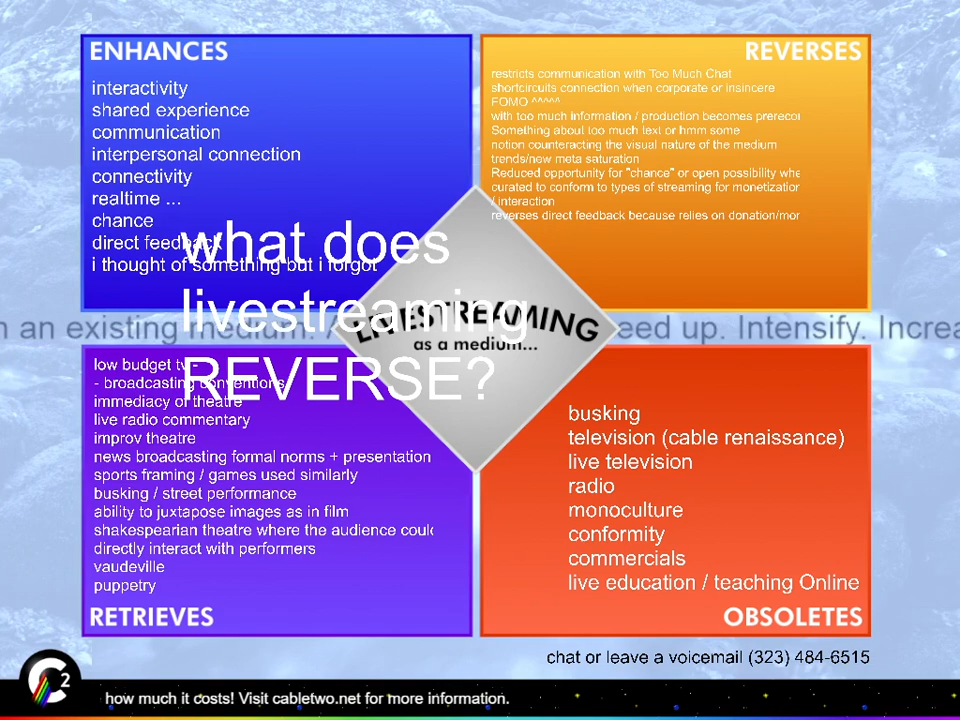 ENHANCES
interactivity
shared experience
communication
interpersonal connection
connectivity
realtime ...
chance
direct feedback
i thought of something but i forgot
REVERSES
restricts communication with Too Much Chat
shortcircuits connection when corporate or insincere
FOMO ^^^^^
with too much information / production becomes prerecor
Something about too much text or hmm some
notion counteracting the visual nature of the medium
trends/new meta saturation
Reduced opportunity for "chance" or open possibility whe
curated to conform to types of streaming for monetization
/ interaction
reverses direct feedback because relies on donation/mor
what does
livestreaming
REVERSE?
an existing medium. eed up. Intensify. Increa
LIVESTREAMING
as a medium...
low budget tv -
- broadcasting conventions
immediacy of theatre
live radio commentary
improv theatre
news broadcasting formal norms + presentation
sports framing / games used similarly
busking / street performance
ability to juxtapose images as in film
shakespearian theatre where the audience could
directly interact with performers
vaudeville
puppetry
RETRIEVES
busking
television (cable renaissance)
live television
radio
monoculture
conformity
commercials
live education / teaching Online
OBSOLETES
chat or leave a voicemail (323) 484-6515
C2
how much it costs! Visit cabletwo.net for more information.